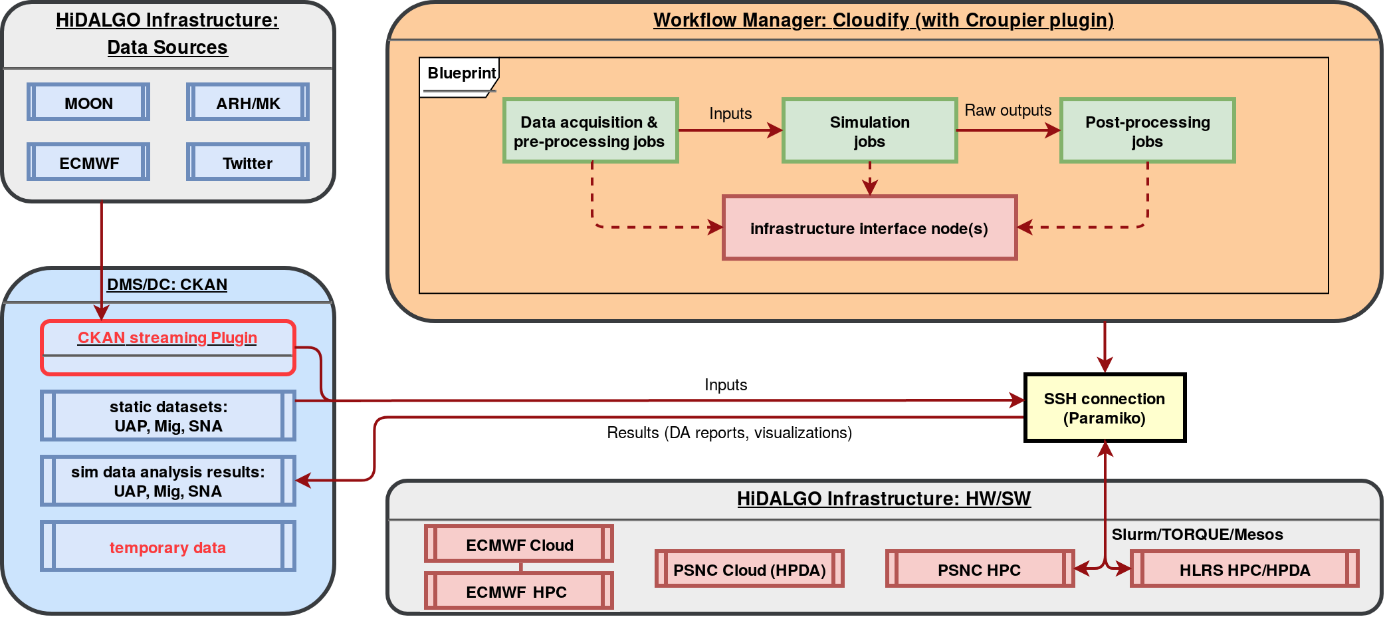 HiDALGO Infrastructure:
Data Sources
MOON
ARH/MK
ECMWF
Twitter
DMS/DC: CKAN
CKAN streaming Plugin
static datasets:
UAP, Mig, SNA
sim data analysis results:
UAP, Mig, SNA
temporary data
Workflow Manager: Cloudify (with Croupier plugin)
Blueprint
Data acquisition &
pre-processing jobs
Inputs
Simulation
jobs
Raw outputs
Post-processing
jobs
infrastructure interface node(s)
Inputs
Results (DA reports, visualizations)
SSH connection
(Paramiko)
HiDALGO Infrastructure: HW/SW
Slurm/TORQUE/Mesos
ECMWF Cloud
ECMWF HPC
PSNC Cloud (HPDA)
PSNC HPC
HLRS HPC/HPDA